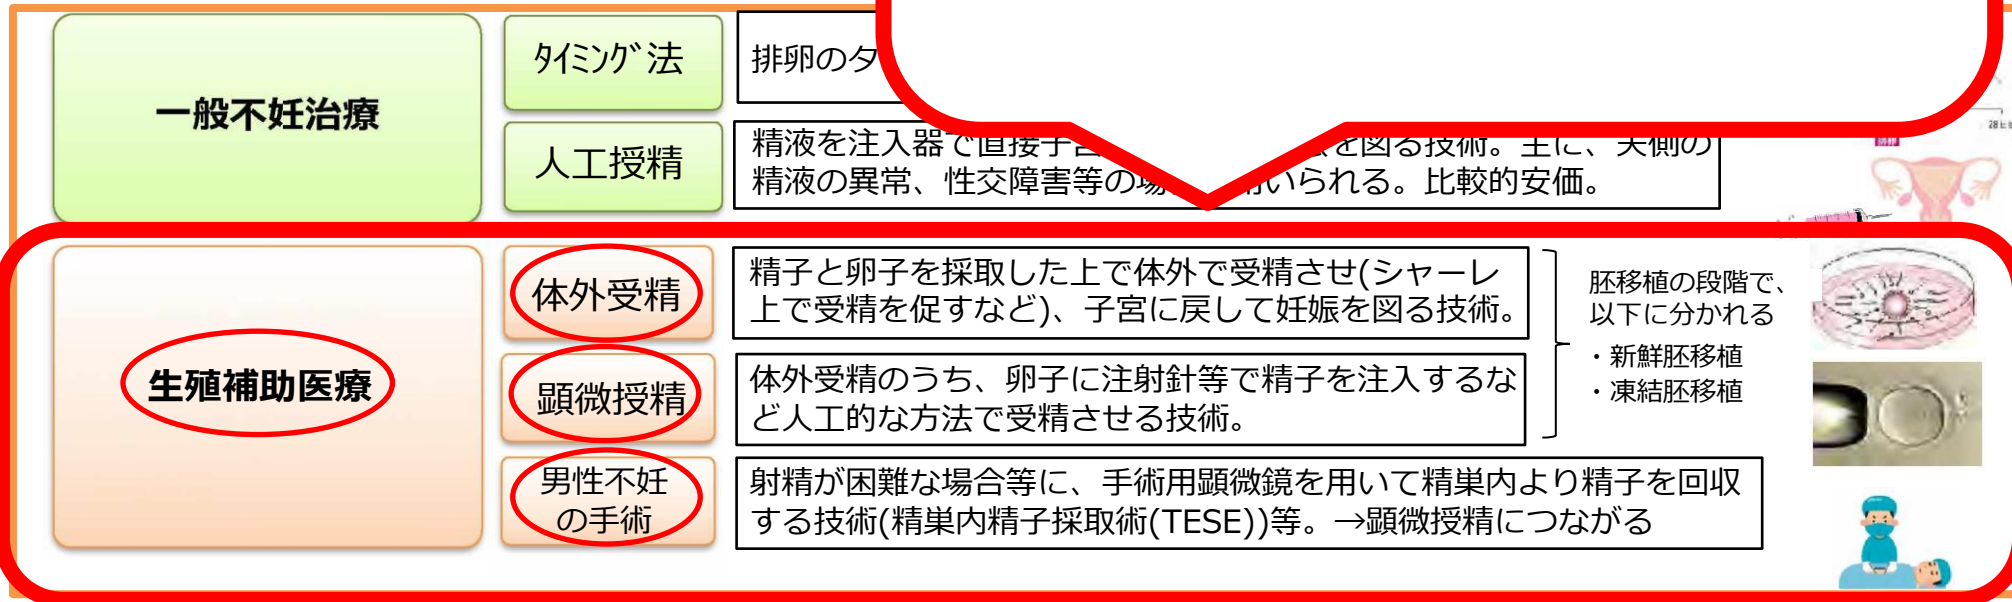 一般不妊治療
ﾀｲﾐﾝｸﾞ法
排卵のタ
人工授精
精液を注入器で直接子宮 を図る技術。主に、夫側の
精液の異常、性交障害等の場 いられる。比較的安価。
生殖補助医療
体外受精
精子と卵子を採取した上で体外で受精させ(シャーレ
上で受精を促すなど)、子宮に戻して妊娠を図る技術。
顕微授精
体外受精のうち、卵子に注射針等で精子を注入するな
ど人工的な方法で受精させる技術。
胚移植の段階で、
以下に分かれる
・新鮮胚移植
・凍結胚移植
男性不妊
の手術
射精が困難な場合等に、手術用顕微鏡を用いて精巣内より精子を回収
する技術(精巣内精子採取術(TESE))等。→顕微授精につながる